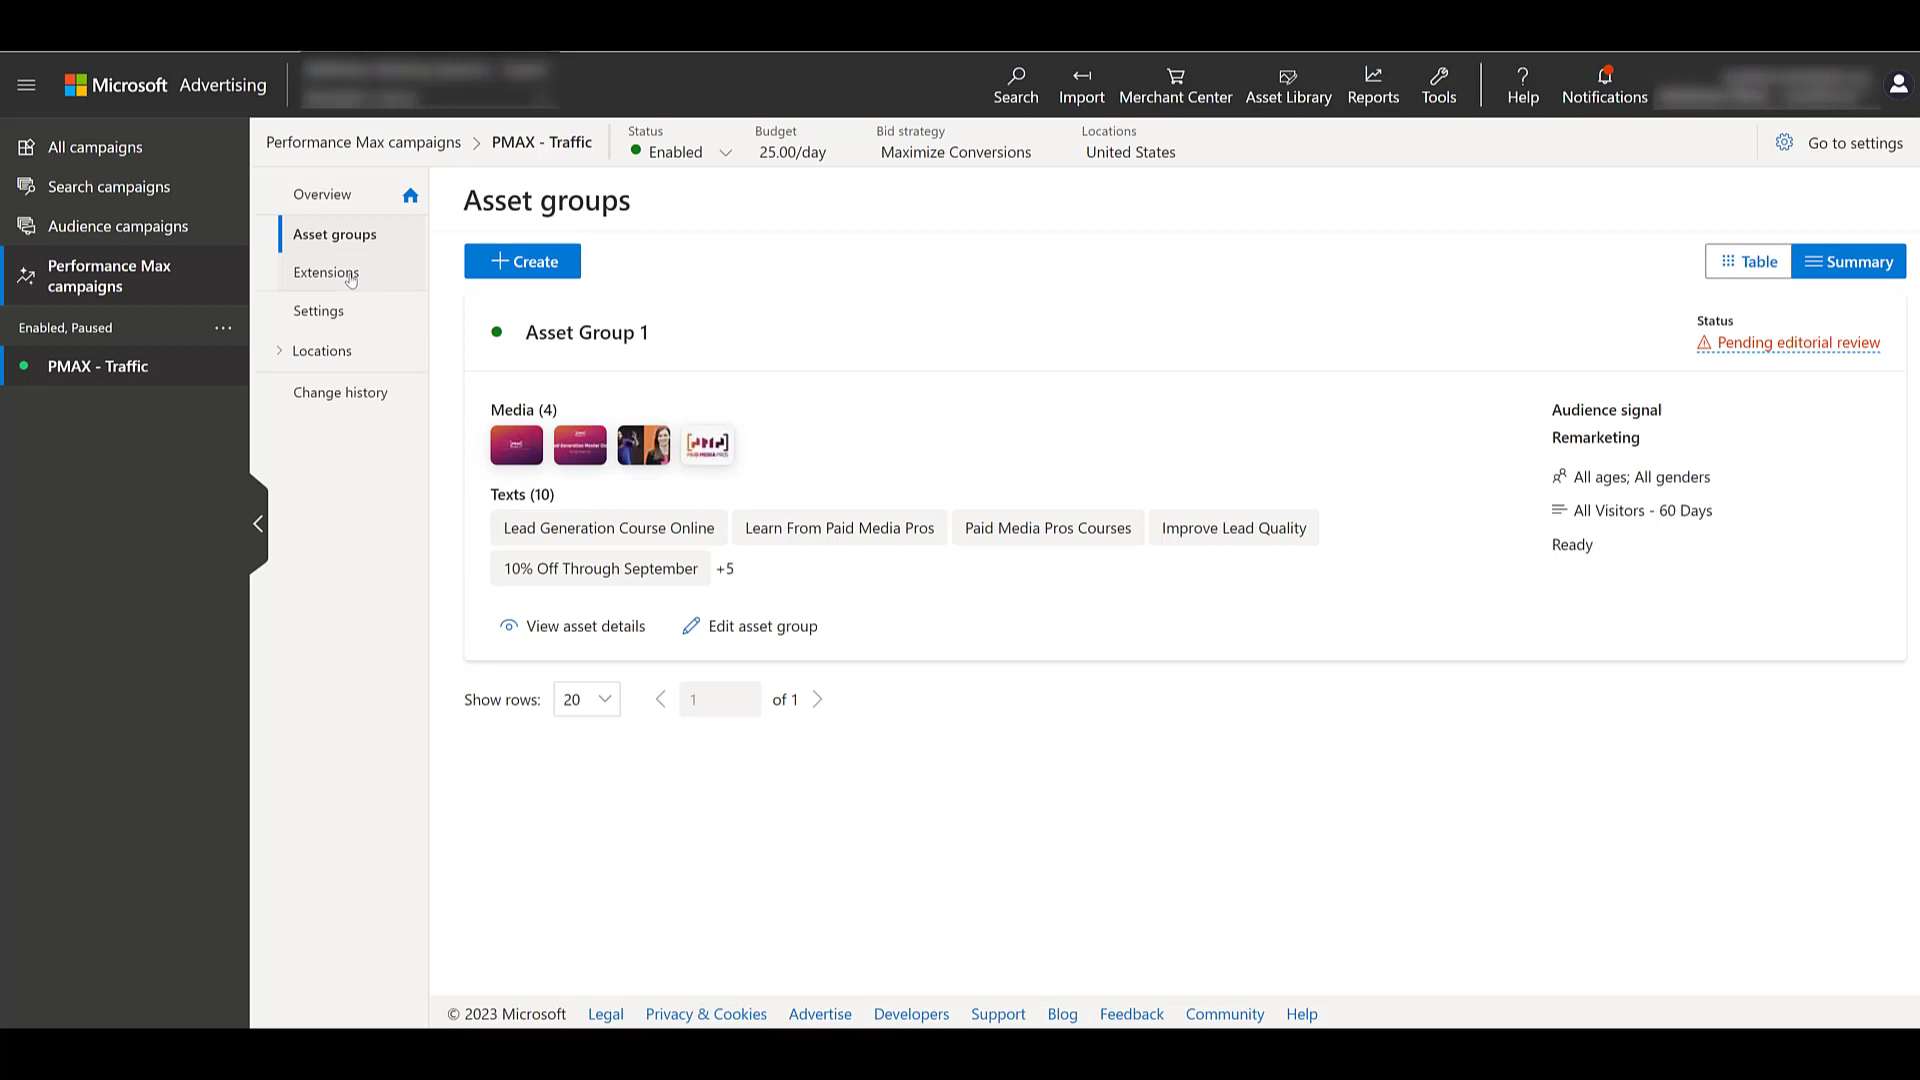 Microsoft Advertising
Search
Import
Merchant Center
Asset Library
Reports
Tools
Help
Notifications
All campaigns
Search campaigns
Audience campaigns
Performance Max
campaigns
Enabled, Paused
PMAX - Traffic
Performance Max campaigns > PMAX - Traffic
Status
Enabled
Budget
25.00/day
Bid strategy
Maximize Conversions
Locations
United States
Go to settings
Overview
Asset groups
Extensions
Settings
Locations
Change history
Asset groups
+ Create
Table
Summary
Asset Group 1
Status
Pending editorial review
Media (4)
PAID MEDIA PROS
Texts (10)
Lead Generation Course Online
Learn From Paid Media Pros
Paid Media Pros Courses
Improve Lead Quality
10% Off Through September
+5
View asset details
Edit asset group
Audience signal
Remarketing
All ages; All genders
All Visitors - 60 Days
Ready
Show rows:
20
1
of 1
© 2023 Microsoft
Legal
Privacy & Cookies
Advertise
Developers
Support
Blog
Feedback
Community
Help